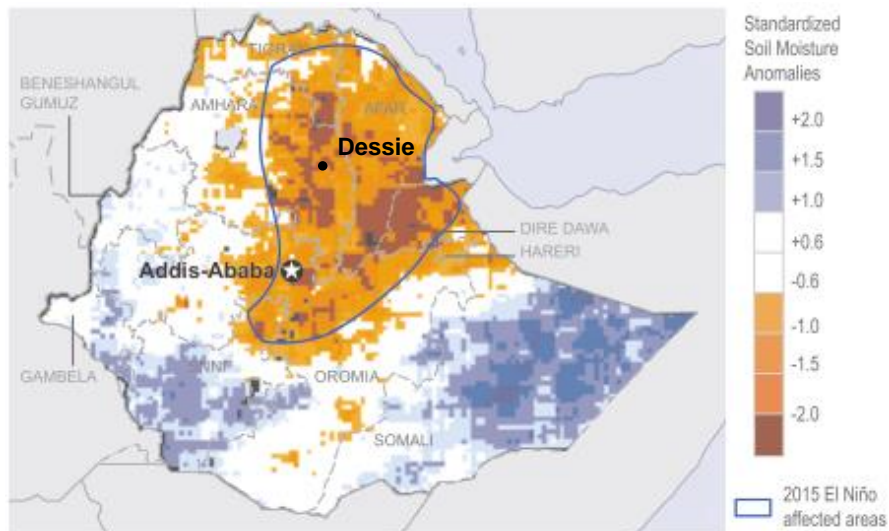 TIGRAY
BENESHANGUL
GUMUZ
AMHARA
AFAR
Dessie
DIRE DAWA
HARERI
Addis-Ababa
GAMBELA
SNNP
OROMIA
SOMALI
Standardized
Soil Moisture
Anomalies
+2.0
+1.5
+1.0
+0.6
-0.6
-1.0
-1.5
-2.0
2015 El Niño
affected areas